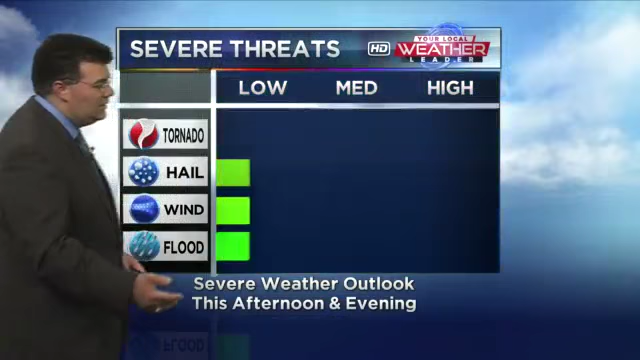 SEVERE THREATS
HD
YOUR LOCAL
WEATHER
LEADER
LOW MED HIGH
TORNADO
HAIL
WIND
FLOOD
Severe Weather Outlook
This Afternoon & Evening